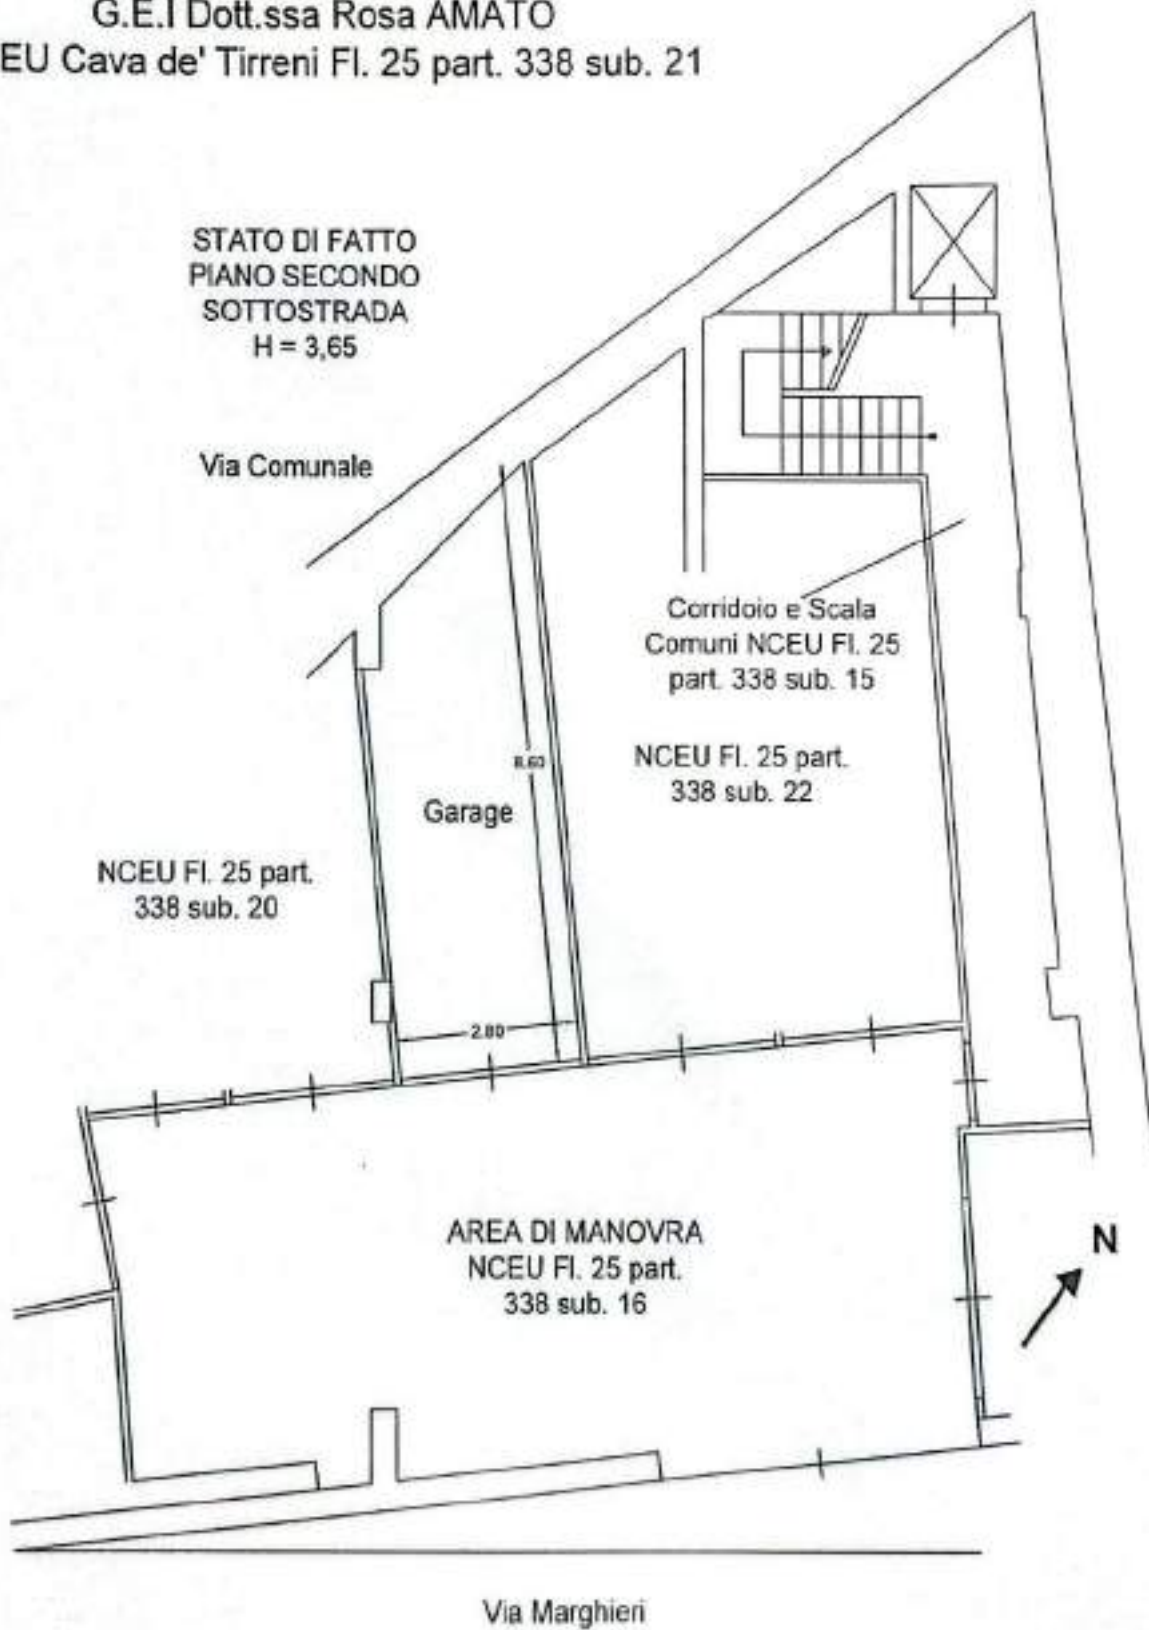 G.E.I Dott.ssa Rosa AMATO
EU Cava de' Tirreni Fl. 25 part. 338 sub. 21
STATO DI FATTO
PIANO SECONDO
SOTTOSTRADA
H = 3,65
Via Comunale
Corridoio e Scala
Comuni NCEU Fl. 25
part. 338 sub. 15
NCEU Fl. 25 part.
338 sub. 22
8.60
Garage
NCEU Fl. 25 part.
338 sub. 20
2.80
AREA DI MANOVRA
NCEU Fl. 25 part.
338 sub. 16
N
Via Marghieri